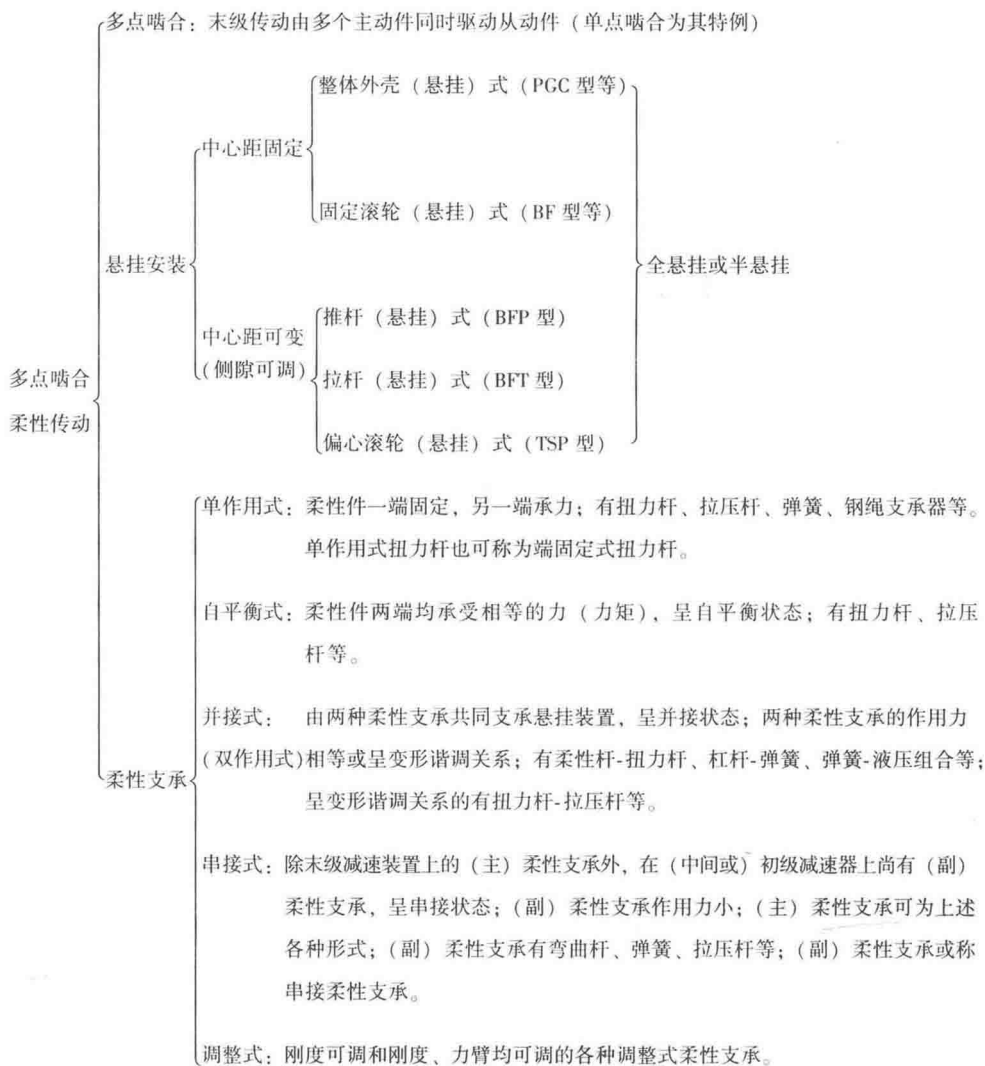 多点啮合：末级传动由多个主动件同时驱动从动件（单点啮合为其特例）
整体外壳（悬挂）式（PGC 型等）
中心距固定
固定滚轮（悬挂）式（BF 型等）
悬挂安装
全悬挂或半悬挂
推杆（悬挂）式（BFP 型）
中心距可变
（侧隙可调）
拉杆（悬挂）式（BFT 型）
多点啮合
柔性传动
偏心滚轮（悬挂）式（TSP 型）
单作用式：柔性件一端固定，另一端承力；有扭力杆、拉压杆、弹簧、钢绳支承器等。
单作用式扭力杆也可称为端固定式扭力杆。
自平衡式：柔性件两端均承受相等的力（力矩），呈自平衡状态；有扭力杆、拉压
杆等。
并接式： 由两种柔性支承共同支承悬挂装置，呈并接状态；两种柔性支承的作用力
（双作用式）相等或呈变形谐调关系；有柔性杆-扭力杆、杠杆-弹簧、弹簧-液压组合等；
柔性支承
呈变形谐调关系的有扭力杆-拉压杆等。
串接式：除末级减速装置上的（主）柔性支承外，在（中间或）初级减速器上尚有（副）
柔性支承，呈串接状态；（副）柔性支承作用力小；（主）柔性支承可为上述
各种形式；（副）柔性支承有弯曲杆、弹簧、拉压杆等；（副）柔性支承或称
串接柔性支承。
调整式：刚度可调和刚度、力臂均可调的各种调整式柔性支承。